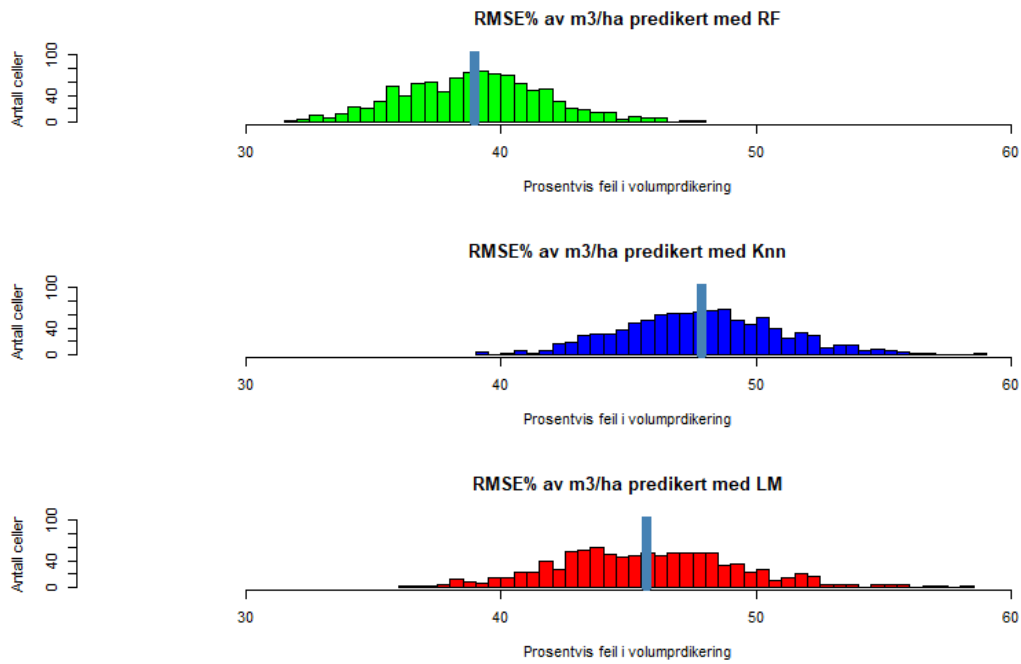 RMSE% av m3/ha predikert med RF
Antall celler
0 40 100
30 40 50 60
Prosentvis feil i volumprdikering
RMSE% av m3/ha predikert med Knn
Antall celler
0 40 100
30 40 50 60
Prosentvis feil i volumprdikering
RMSE% av m3/ha predikert med LM
Antall celler
0 40 100
30 40 50 60
Prosentvis feil i volumprdikering